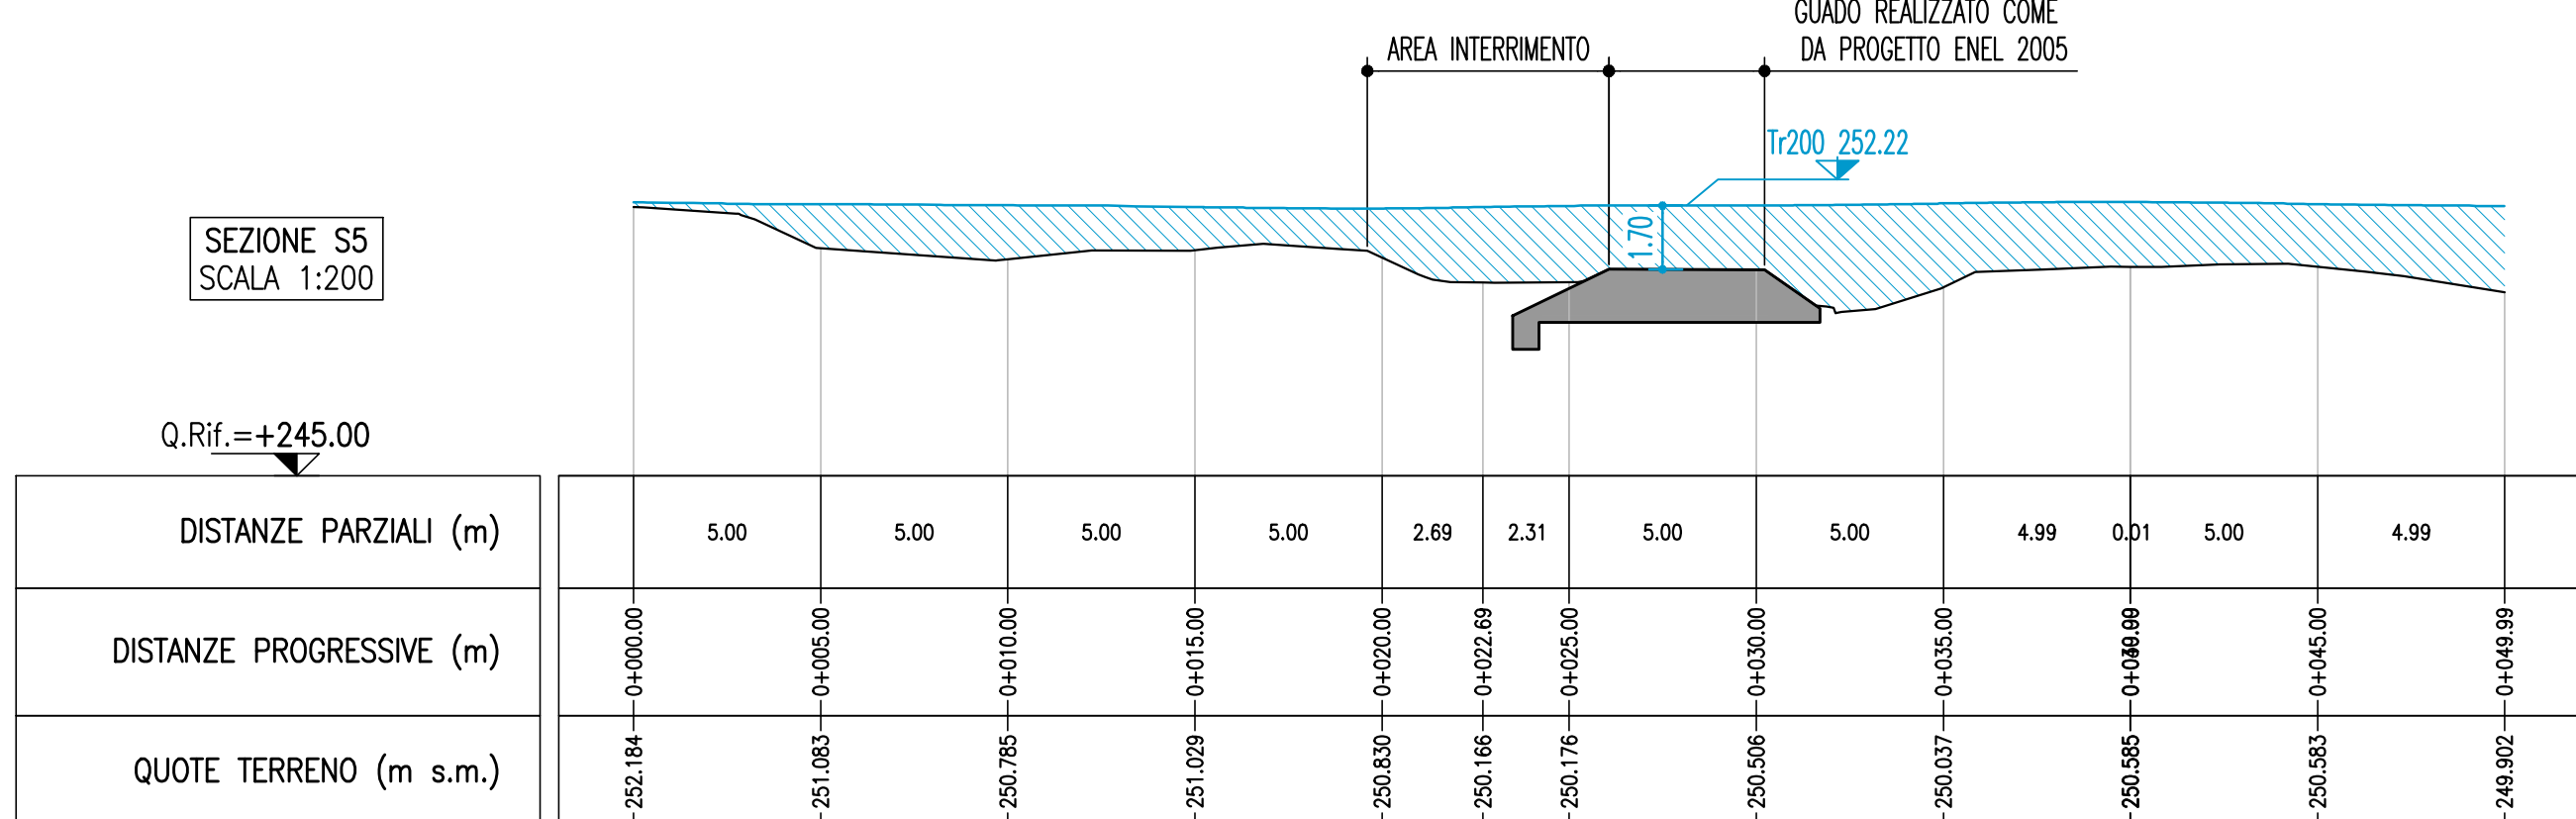 GUADO REALIZZATO COME
AREA INTERRIMENTO
DA PROGETTO ENEL 2005
Tr200 252.22
1.70
SEZIONE S5
SCALA 1:200
Q.Rif.=+245.00
DISTANZE PARZIALI (m)
5.00 5.00 5.00 5.00 2.69 2.31 5.00 5.00 4.99 0.01 5.00 4.99
DISTANZE PROGRESSIVE (m)
0+000.00 0+005.00 0+010.00 0+015.00 0+020.00 0+022.69 0+025.00 0+030.00 0+035.00 0+045.00 0+049.99
QUOTE TERRENO (m s.m.)
252.184 251.083 250.785 251.029 250.830 250.166 250.176 250.506 250.037 250.585 250.583 249.902